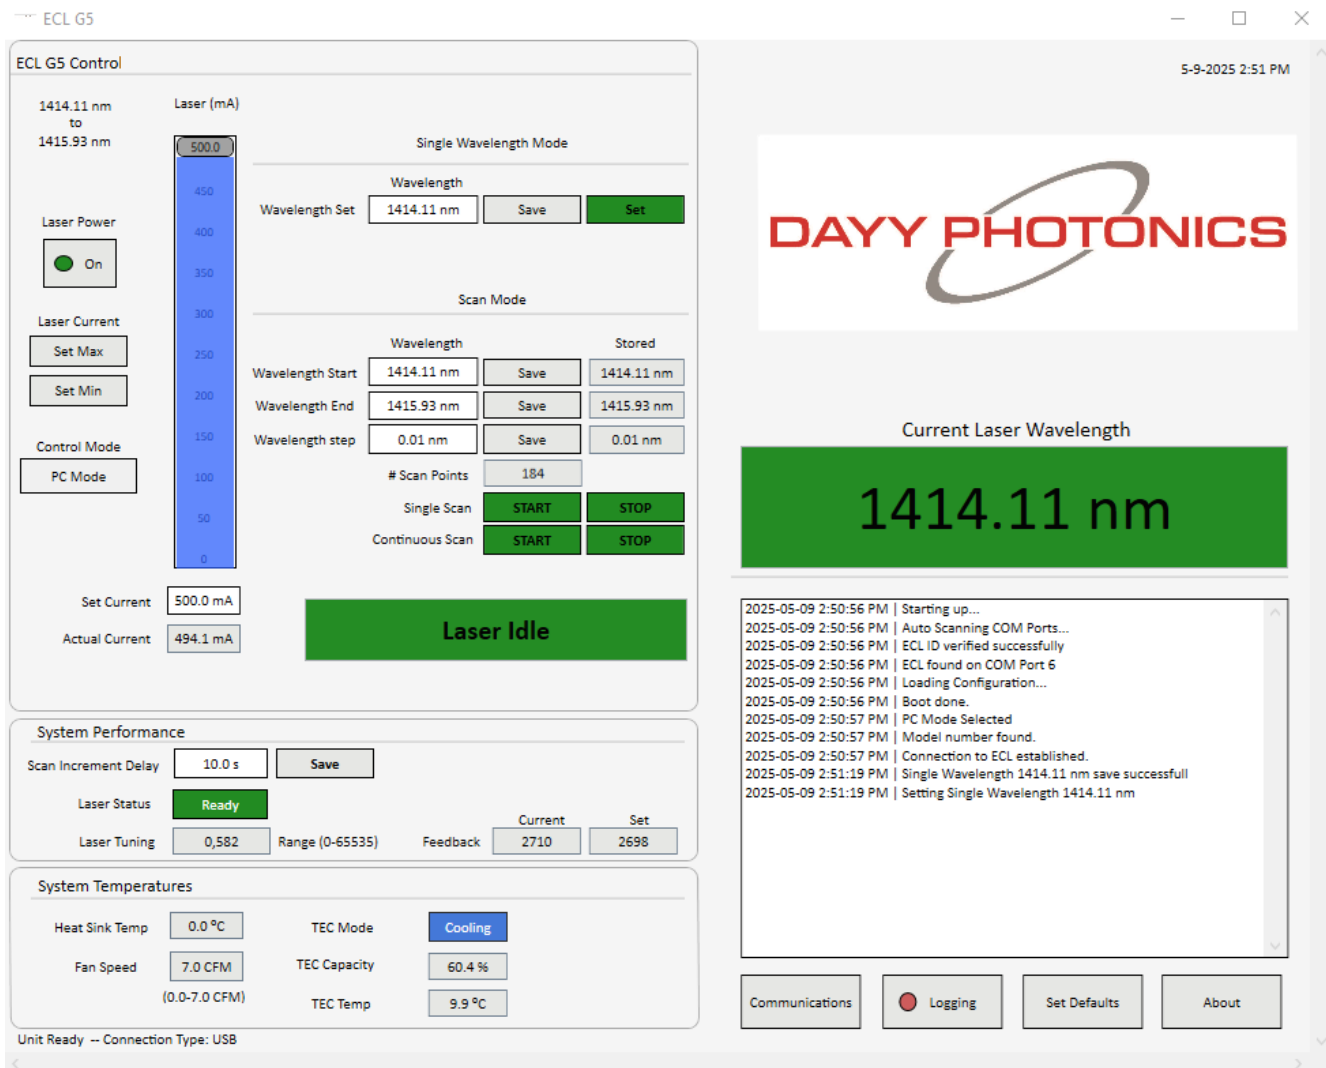 ECL G5
ECL G5 Control
1414.11 nm
to
1415.93 nm
Laser (mA)
500.0
450
400
350
300
250
200
150
100
50
0
Laser Power
On
Laser Current
Set Max
Set Min
Control Mode
PC Mode
Single Wavelength Mode
Wavelength
Wavelength Set 1414.11 nm Save Set
Scan Mode
Wavelength Stored
Wavelength Start 1414.11 nm Save 1414.11 nm
Wavelength End 1415.93 nm Save 1415.93 nm
Wavelength step 0.01 nm Save 0.01 nm
# Scan Points 184
Single Scan START STOP
Continuous Scan START STOP
Set Current 500.0 mA
Actual Current 494.1 mA
Laser Idle
System Performance
Scan Increment Delay 10.0 s Save
Laser Status Ready
Current Set
Laser Tuning 0,582 Range (0-65535) Feedback 2710 2698
System Temperatures
Heat Sink Temp 0.0 ºC TEC Mode Cooling
Fan Speed 7.0 CFM TEC Capacity 60.4 %
(0.0-7.0 CFM) TEC Temp 9.9 ºC
Unit Ready -- Connection Type: USB
5-9-2025 2:51 PM
DAYY PHOTONICS
Current Laser Wavelength
1414.11 nm
2025-05-09 2:50:56 PM | Starting up...
2025-05-09 2:50:56 PM | Auto Scanning COM Ports...
2025-05-09 2:50:56 PM | ECL ID verified successfully
2025-05-09 2:50:56 PM | ECL found on COM Port 6
2025-05-09 2:50:56 PM | Loading Configuration...
2025-05-09 2:50:56 PM | Boot done.
2025-05-09 2:50:57 PM | PC Mode Selected
2025-05-09 2:50:57 PM | Model number found.
2025-05-09 2:50:57 PM | Connection to ECL established.
2025-05-09 2:51:19 PM | Single Wavelength 1414.11 nm save successfull
2025-05-09 2:51:19 PM | Setting Single Wavelength 1414.11 nm
Communications Logging Set Defaults About